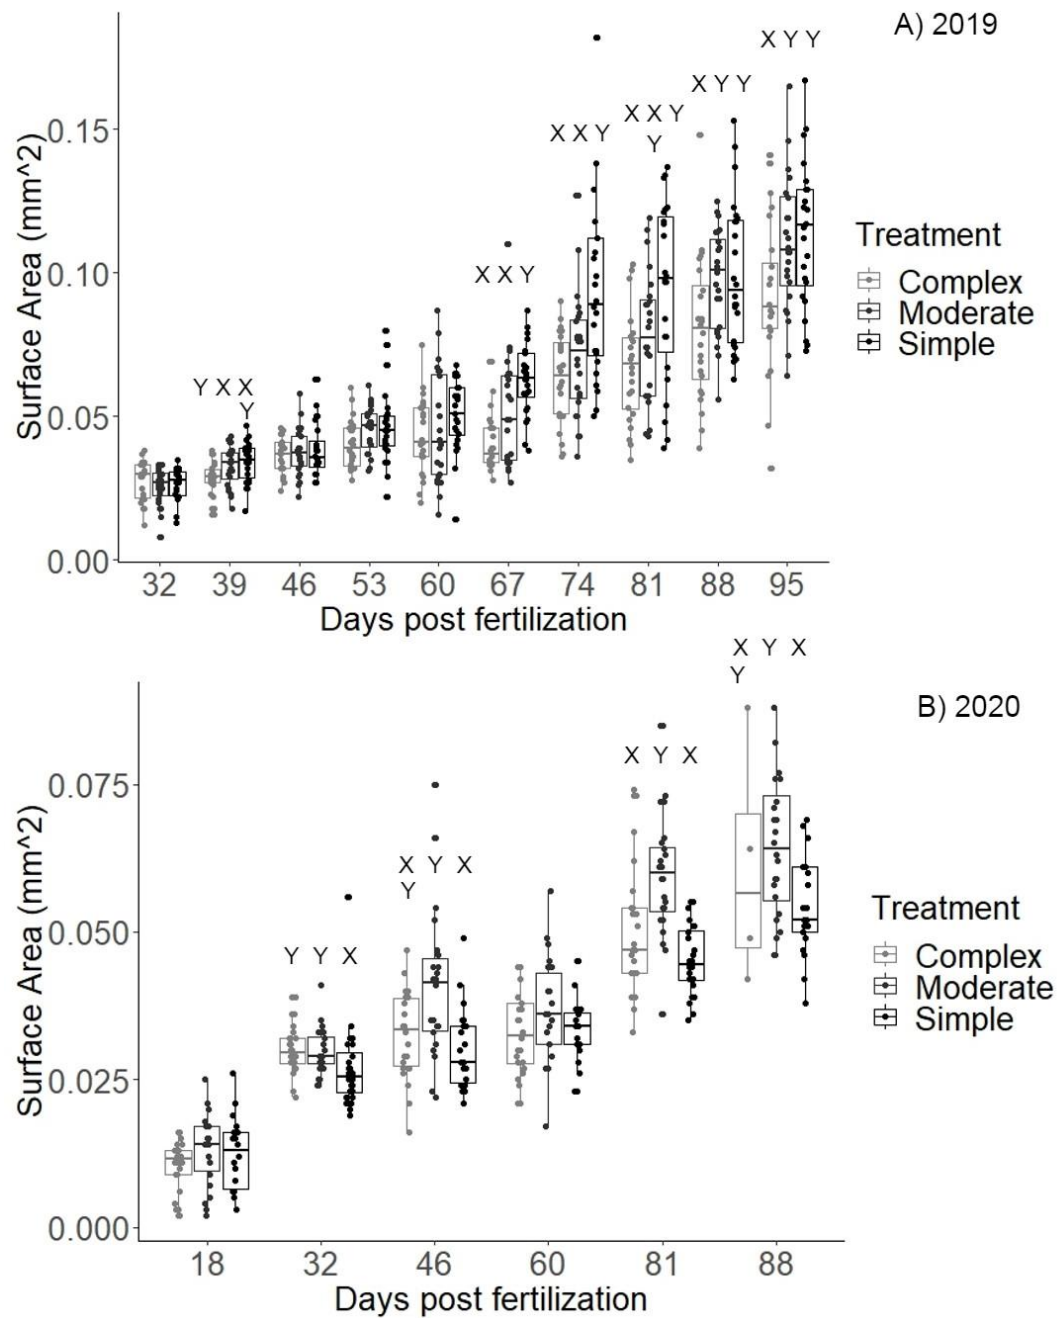 A) 2019
X Y Y
X Y Y
X X Y
Y
X X Y
X X Y
Y X X
Y
0.15
0.10
0.05
0.00
Surface Area (mm^2)
32 39 46 53 60 67 74 81 88 95
Days post fertilization
Treatment
Complex
Moderate
Simple
B) 2020
X Y X
Y
X Y X
X Y X
Y
Y Y X
0.075
0.050
0.025
0.000
Surface Area (mm^2)
18 32 46 60 81 88
Days post fertilization
Treatment
Complex
Moderate
Simple